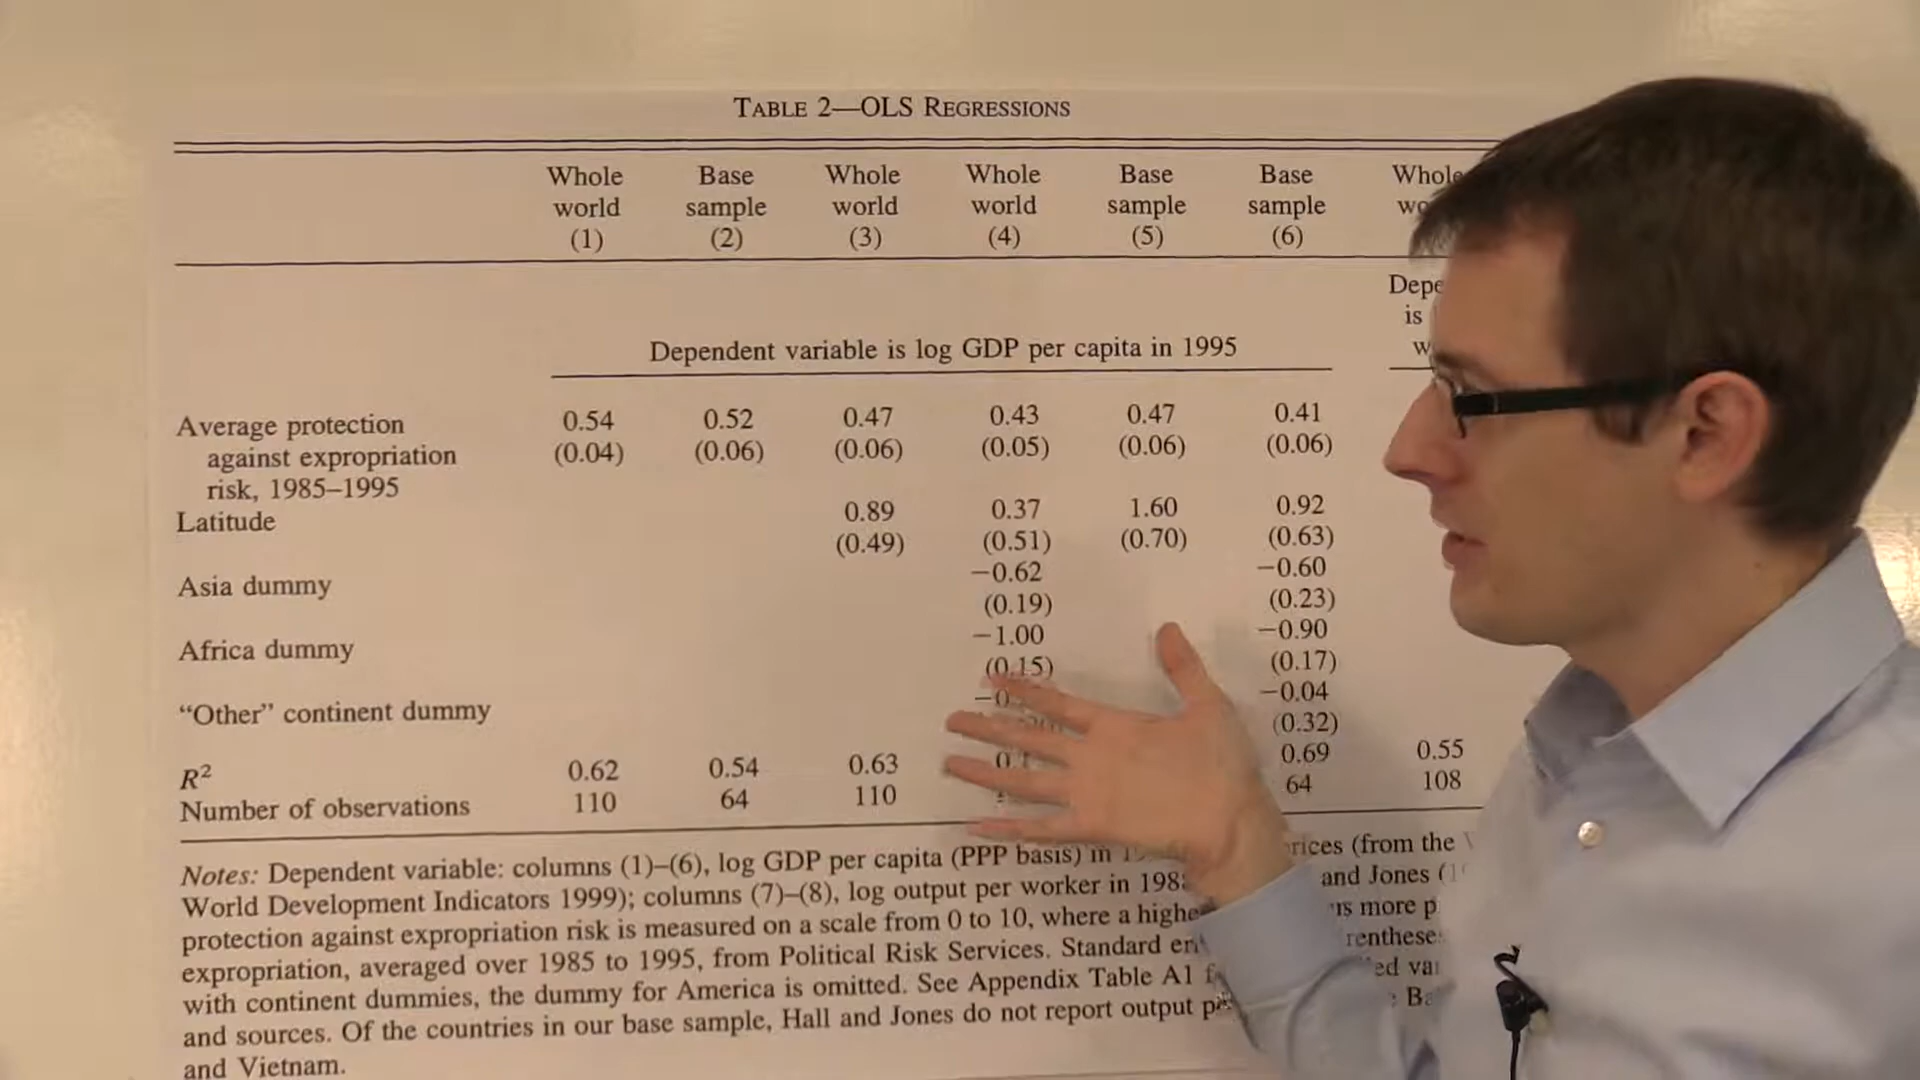 TABLE 2—OLS REGRESSIONS
Whole Base Whole Whole Base Base Whole
world sample world world sample sample
(1) (2) (3) (4) (5) (6)
is
Dependent variable is log GDP per capita in 1995
Average protection 0.54 0.52 0.47 0.43 0.47 0.41
against expropriation (0.04) (0.06) (0.06) (0.05) (0.06) (0.06)
risk, 1985–1995
Latitude 0.89 0.37 1.60 0.92
(0.49) (0.51) (0.70) (0.63)
Asia dummy −0.62 −0.60
(0.19) (0.23)
Africa dummy −1.00 −0.90
(0.15) (0.17)
“Other” continent dummy −0.04
(0.32)
R² 0.62 0.54 0.63 0.69 0.55
Number of observations 110 64 110 64 108
Notes: Dependent variable: columns (1)–(6), log GDP per capita (PPP basis) in (from the
World Development Indicators 1999); columns (7)–(8), log output per worker in and Jones
protection against expropriation risk is measured on a scale from 0 to 10, where a more
expropriation, averaged over 1985 to 1995, from Political Risk Services. Standard
with continent dummies, the dummy for America is omitted. See Appendix Table A1
and sources. Of the countries in our base sample, Hall and Jones do not report output
and Vietnam.